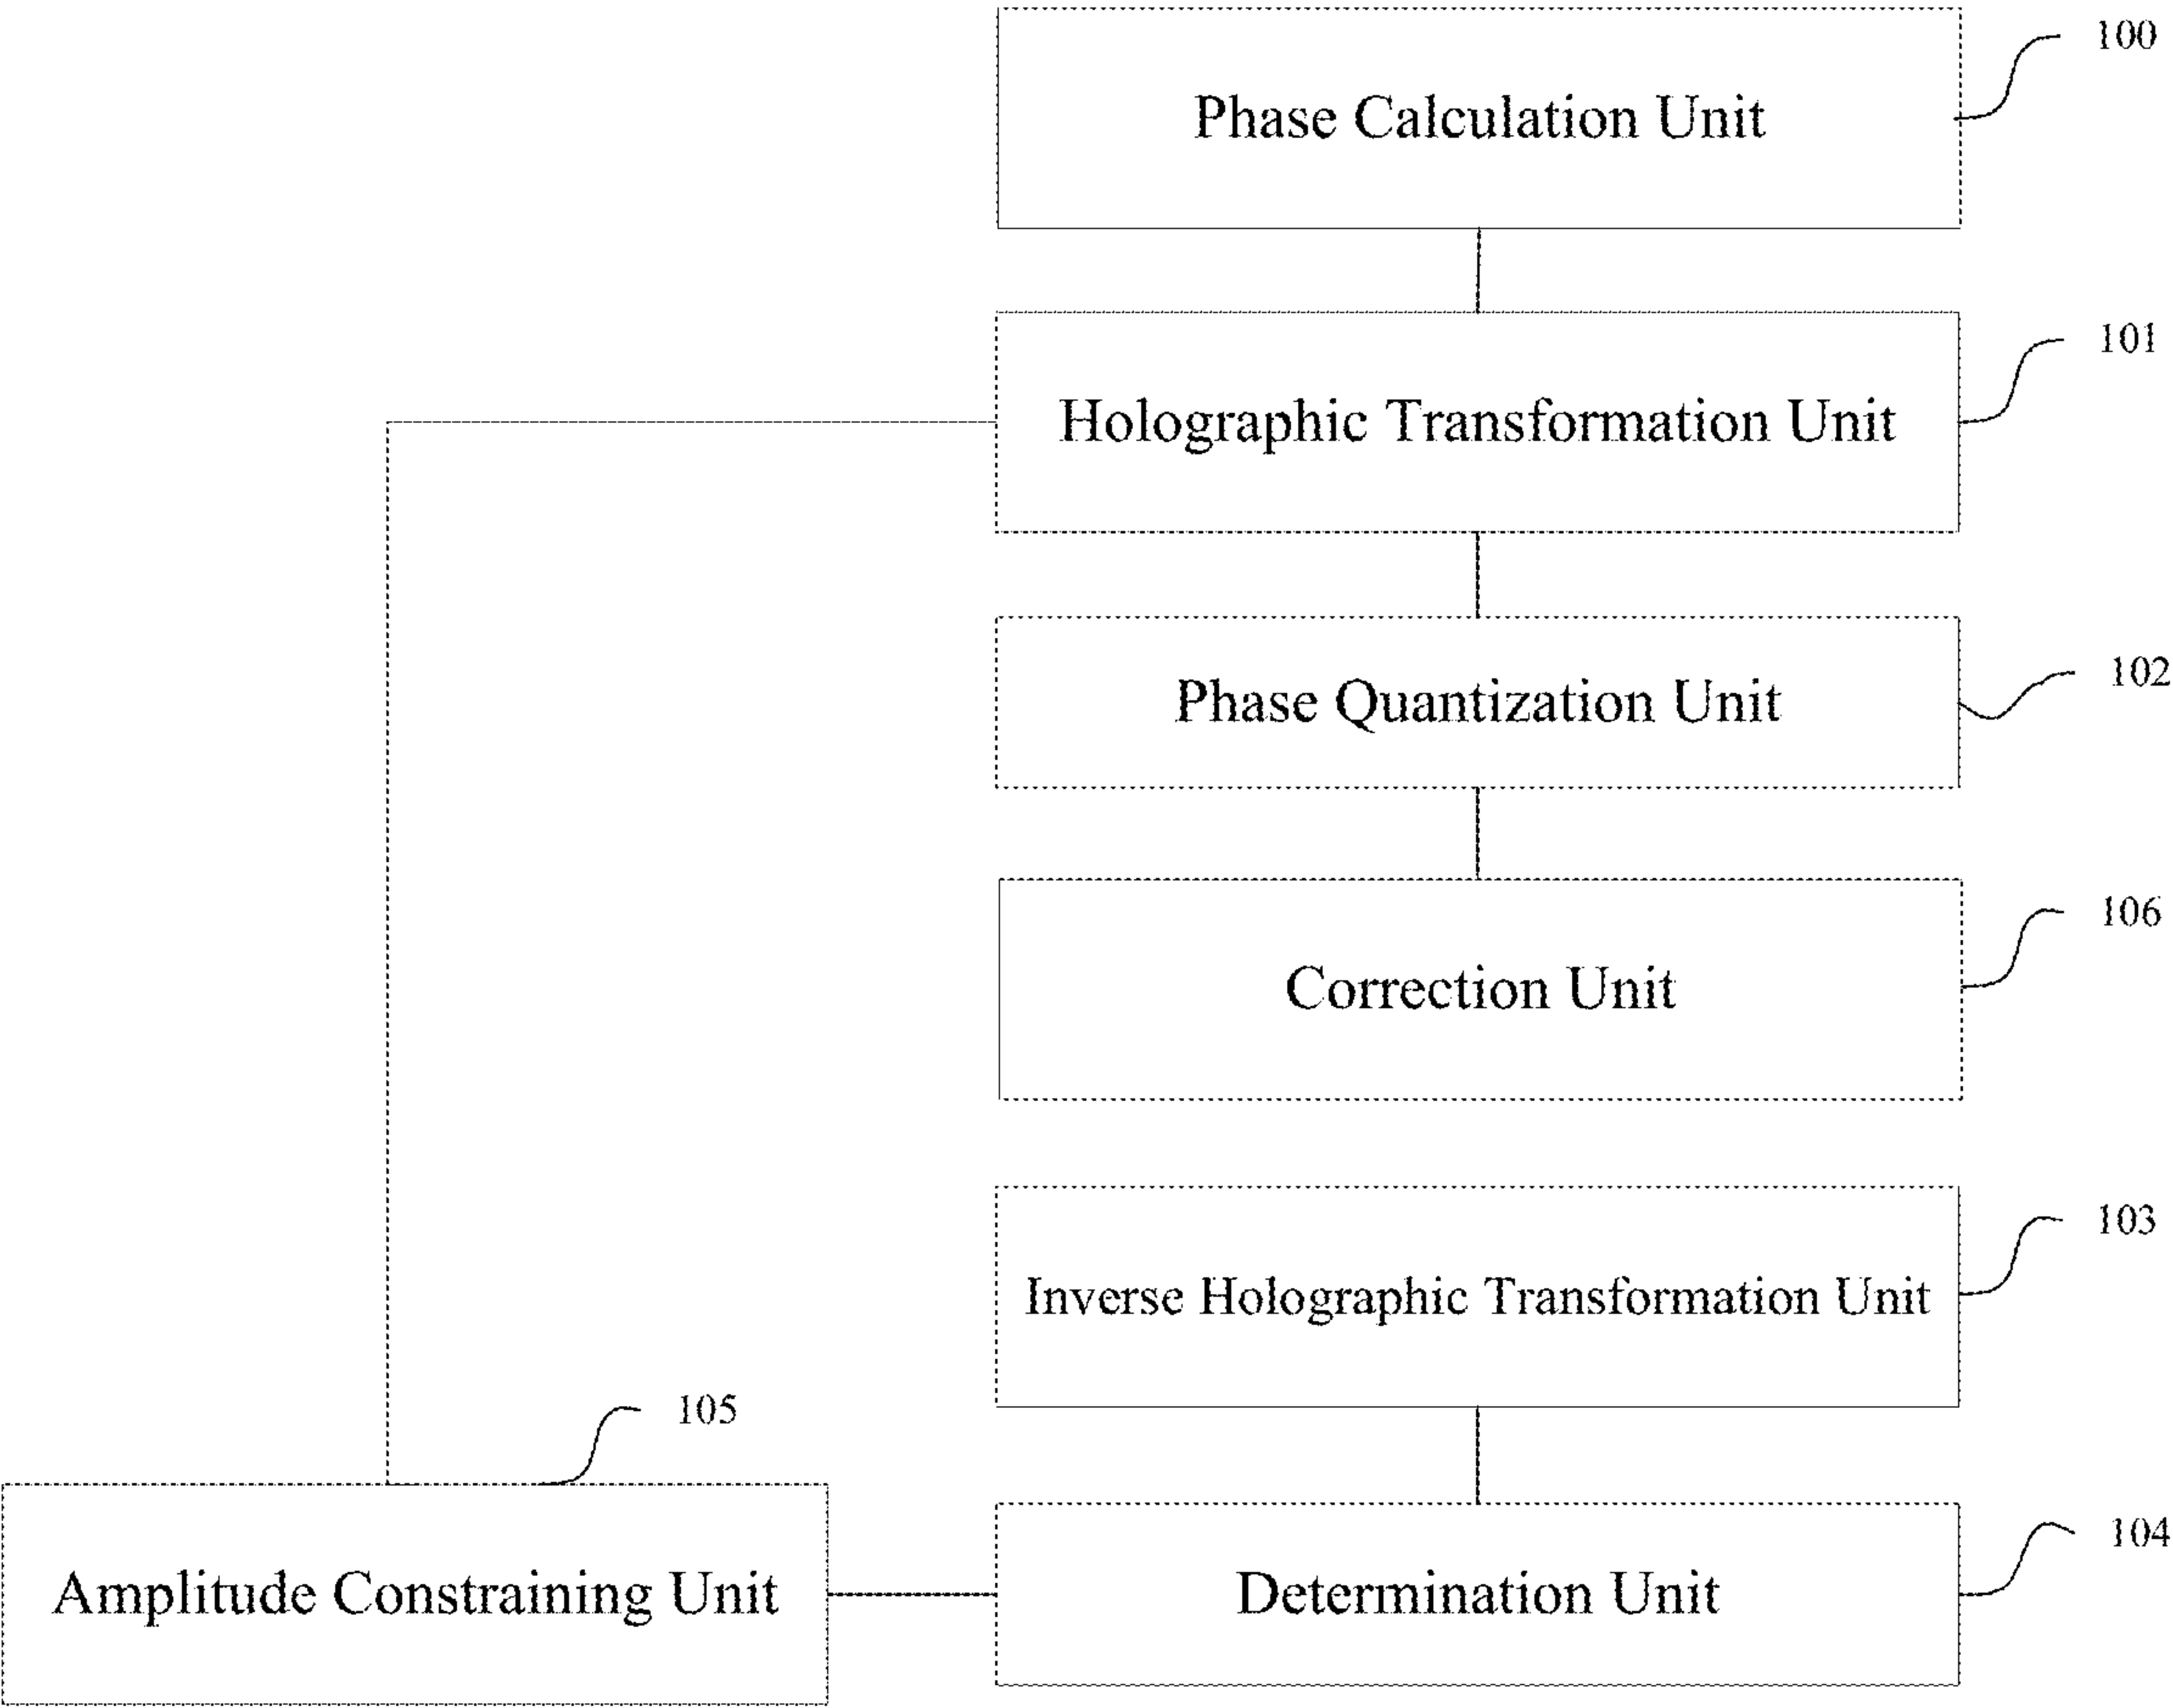 100
Phase Calculation Unit
101
Holographic Transformation Unit
102
Phase Quantization Unit
106
Correction Unit
103
Inverse Holographic Transformation Unit
105
Amplitude Constraining Unit
104
Determination Unit